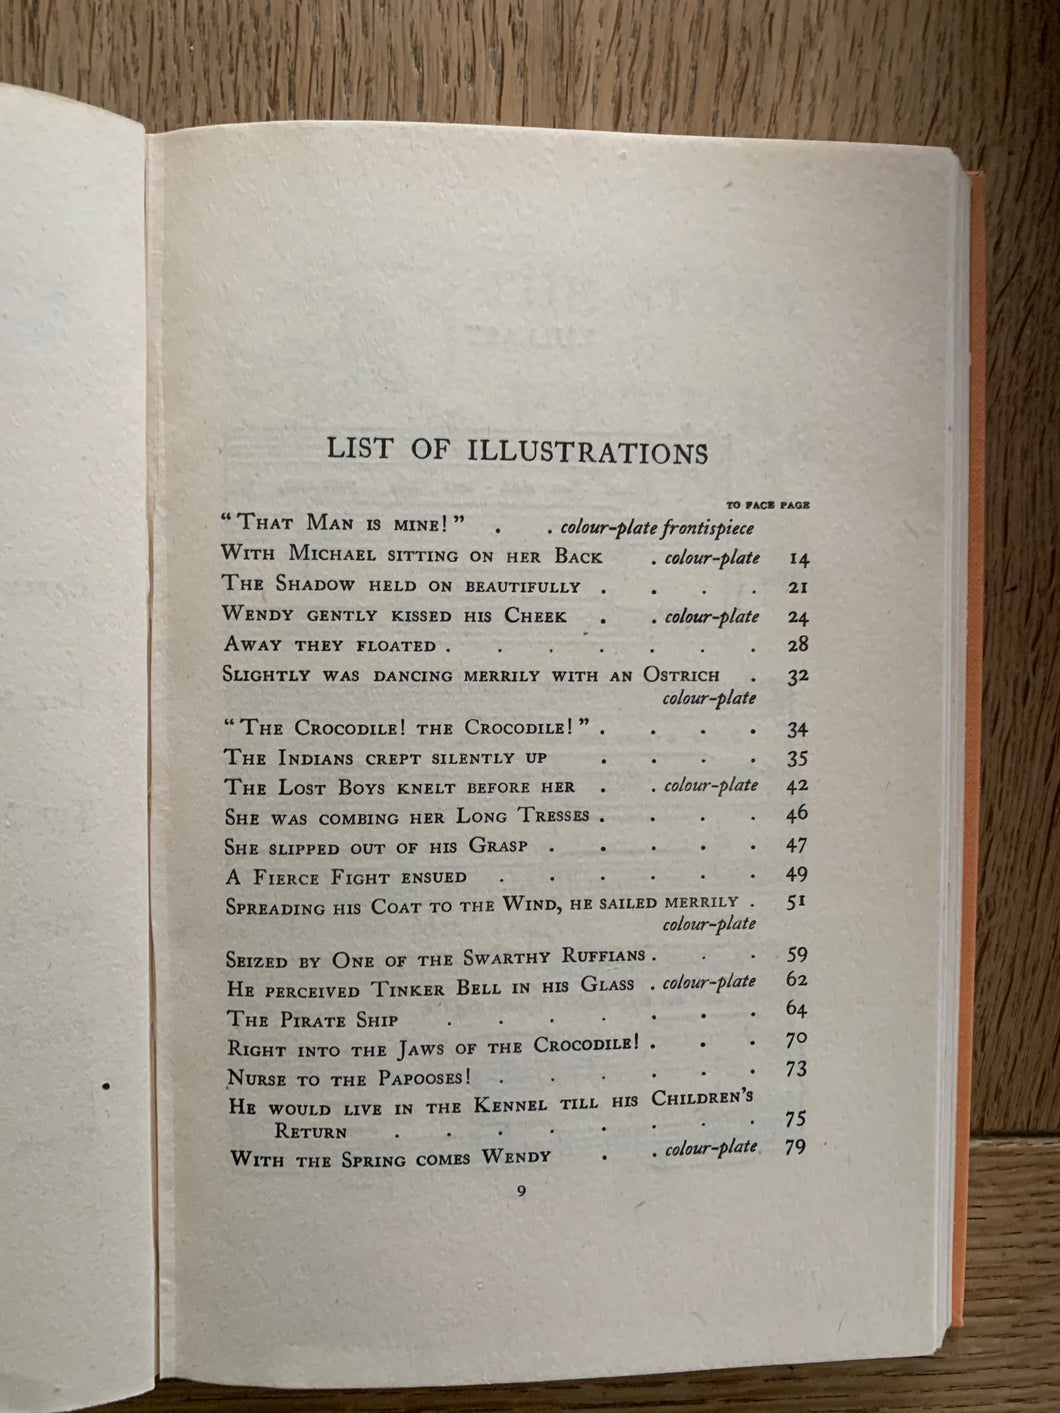 LIST OF ILLUSTRATIONS
TO FACE PAGE
“THAT MAN IS MINE!” . . colour-plate frontispiece
WITH MICHAEL SITTING ON HER BACK . colour-plate 14
THE SHADOW HELD ON BEAUTIFULLY . . . . 21
WENDY GENTLY KISSED HIS CHEEK . . colour-plate 24
AWAY THEY FLOATED . . . . . . . 28
SLIGHTLY WAS DANCING MERRILY WITH AN OSTRICH . 32
colour-plate
“THE CROCODILE! THE CROCODILE!” . . . . 34
THE INDIANS CREPT SILENTLY UP . . . . 35
THE LOST BOYS KNELT BEFORE HER . . colour-plate 42
SHE WAS COMBING HER LONG TRESSES . . . . 46
SHE SLIPPED OUT OF HIS GRASP . . . . . 47
A FIERCE FIGHT ENSUED . . . . . . 49
SPREADING HIS COAT TO THE WIND, HE SAILED MERRILY . 51
colour-plate
SEIZED BY ONE OF THE SWARTHY RUFFIANS . . . 59
HE PERCEIVED TINKER BELL IN HIS GLASS . colour-plate 62
THE PIRATE SHIP . . . . . . . 64
RIGHT INTO THE JAWS OF THE CROCODILE! . . . 70
NURSE TO THE PAPOOSES! . . . . . . 73
HE WOULD LIVE IN THE KENNEL TILL HIS CHILDREN’S
RETURN . . . . . . . . 75
WITH THE SPRING COMES WENDY . . colour-plate 79
9